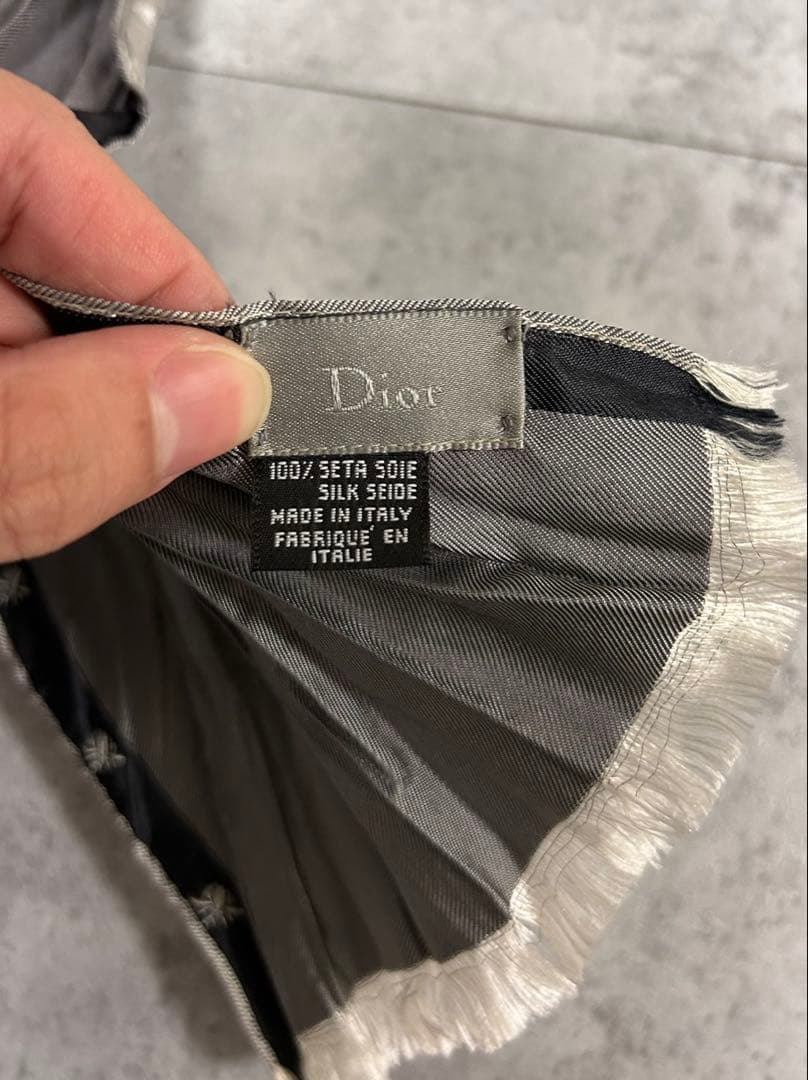 Dior
100% SETA SOIE
SILK SEIDE
MADE IN ITALY
FABRIQUE' EN
ITALIE